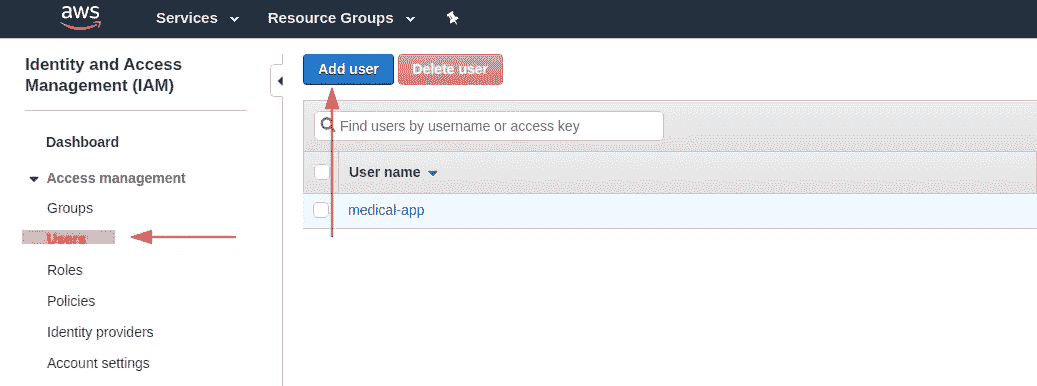 aws Services Resource Groups
Identity and Access
Management (IAM)
Dashboard
Access management
Groups
Users
Roles
Policies
Identity providers
Account settings
Add user Delete user
Find users by username or access key
User name
medical-app